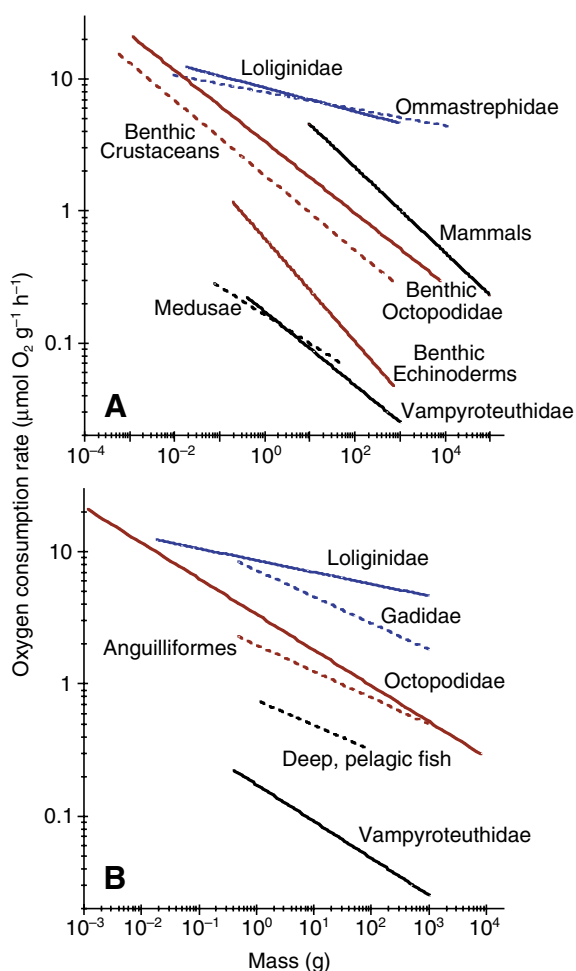 10
1
0.1
Loliginidae
Ommastrephidae
Benthic
Crustaceans
Mammals
Benthic
Octopodidae
Medusae
Benthic
Echinoderms
Vampyroteuthidae
A
10⁻⁴ 10⁻² 10⁰ 10² 10⁴
Oxygen consumption rate (µmol O₂ g⁻¹ h⁻¹)
10
1
0.1
Loliginidae
Gadidae
Anguilliformes
Octopodidae
Deep, pelagic fish
Vampyroteuthidae
B
10⁻³ 10⁻² 10⁻¹ 10⁰ 10¹ 10² 10³ 10⁴
Mass (g)